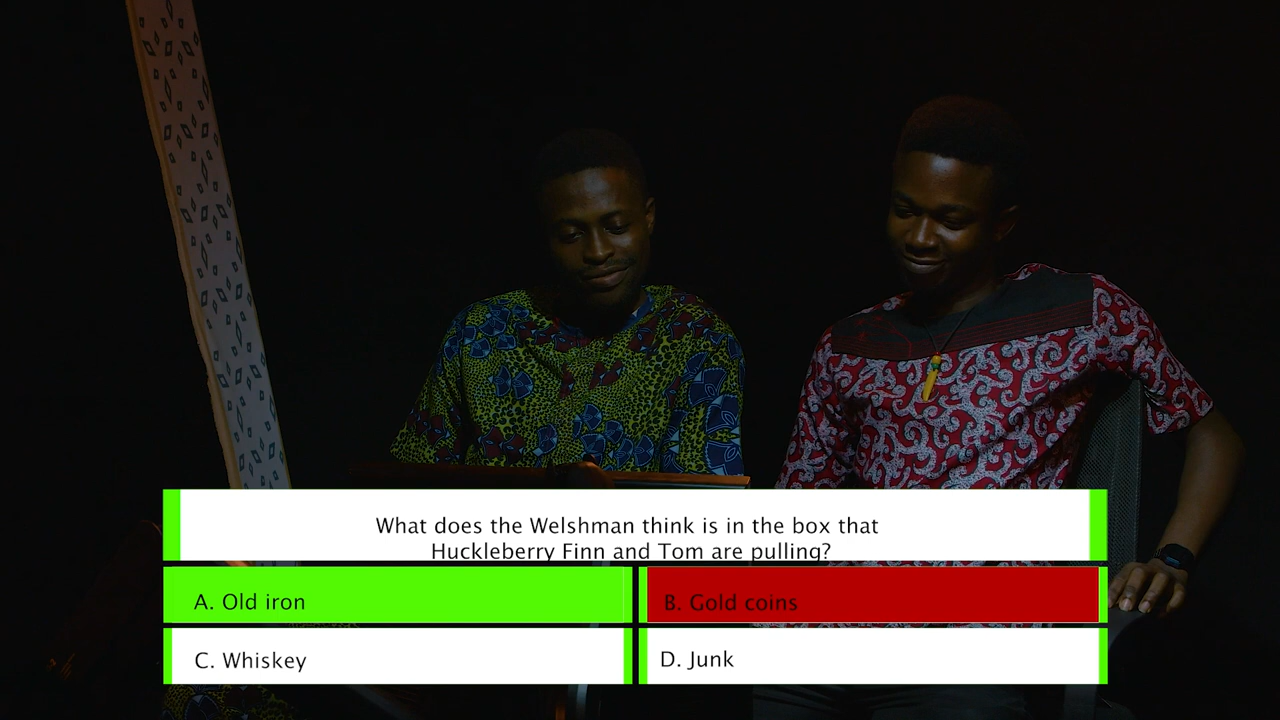 What does the Welshman think is in the box that
Huckleberry Finn and Tom are pulling?
A. Old iron
B. Gold coins
C. Whiskey
D. Junk